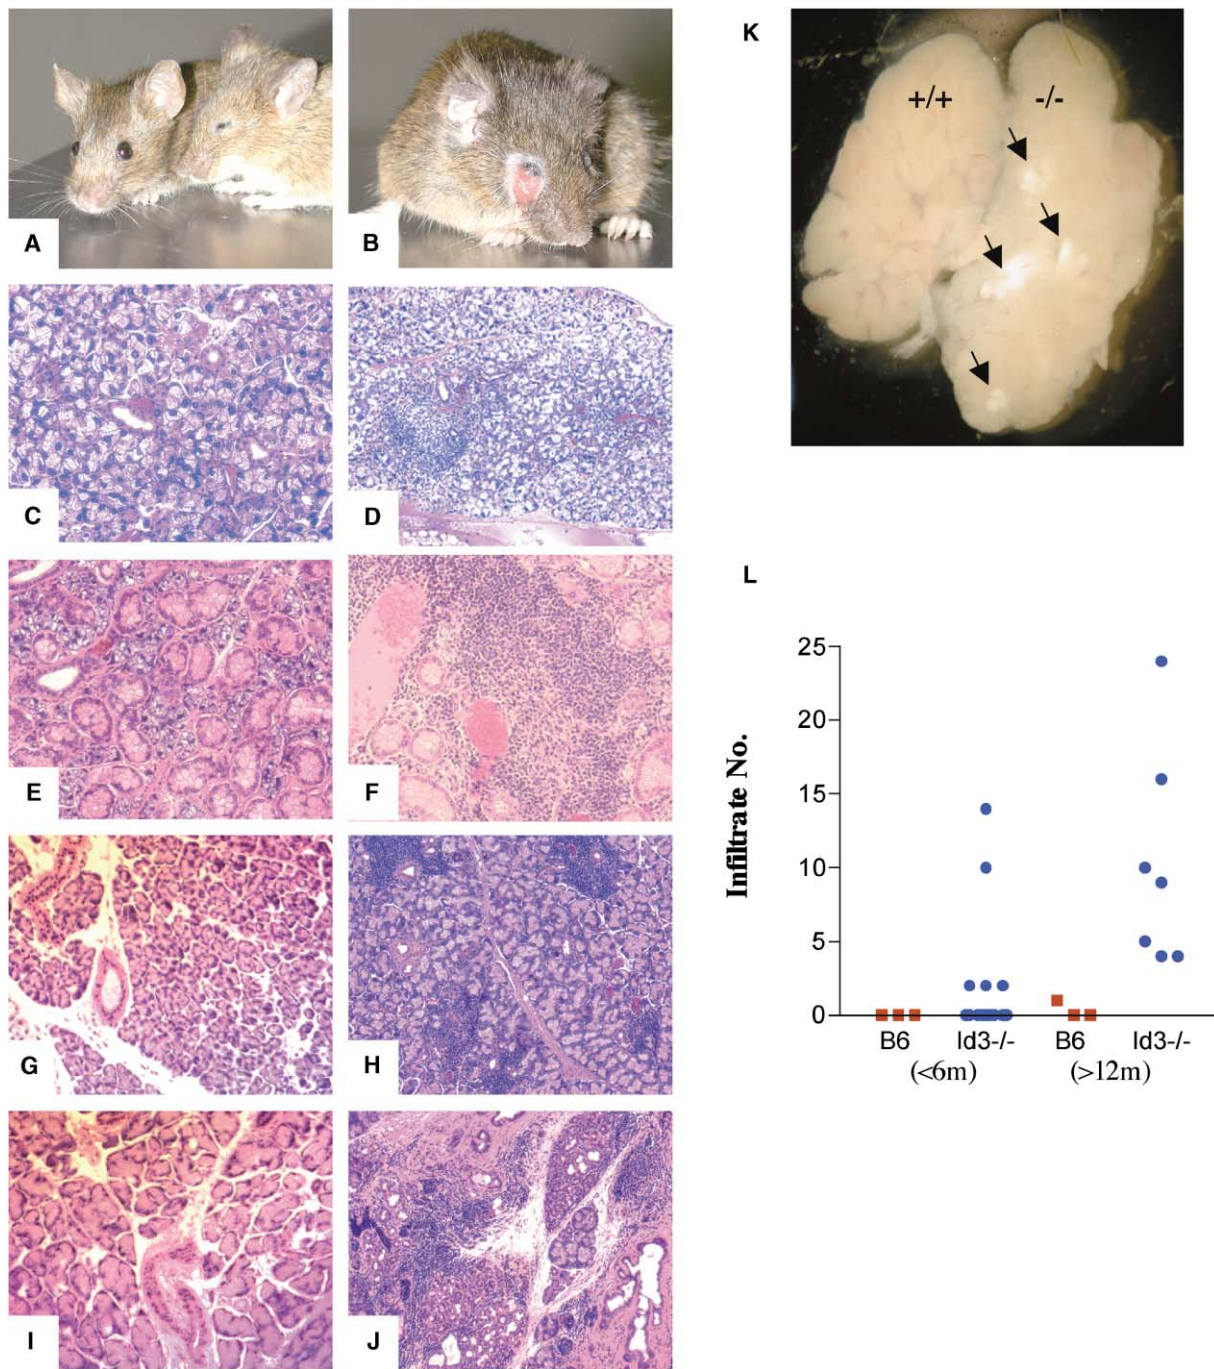 A
B
C
D
E
F
G
H
I
J
K
+/+ -/-
L
Infiltrate No.
25
20
15
10
5
0
B6 Id3-/- B6 Id3-/-
(<6m) (>12m)